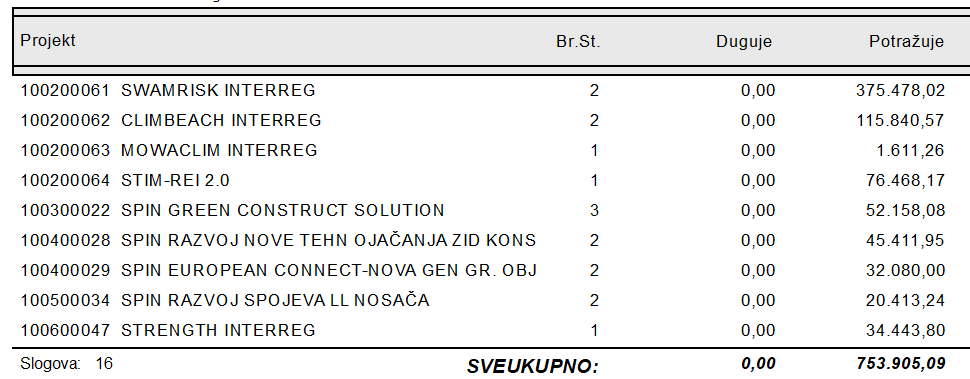 Projekt Br.St. Duguje Potražuje
100200061 SWAMRISK INTERREG 2 0,00 375.478,02
100200062 CLIMBEACH INTERREG 2 0,00 115.840,57
100200063 MOWACLIM INTERREG 1 0,00 1.611,26
100200064 STIM-REI 2.0 1 0,00 76.468,17
100300022 SPIN GREEN CONSTRUCT SOLUTION 3 0,00 52.158,08
100400028 SPIN RAZVOJ NOVE TEHN OJAČANJA ZID KONS 2 0,00 45.411,95
100400029 SPIN EUROPEAN CONNECT-NOVA GEN GR. OBJ 2 0,00 32.080,00
100500034 SPIN RAZVOJ SPOJEVA LL NOSAČA 2 0,00 20.413,24
100600047 STRENGTH INTERREG 1 0,00 34.443,80
Slogova: 16 SVEUKUPNO: 0,00 753.905,09